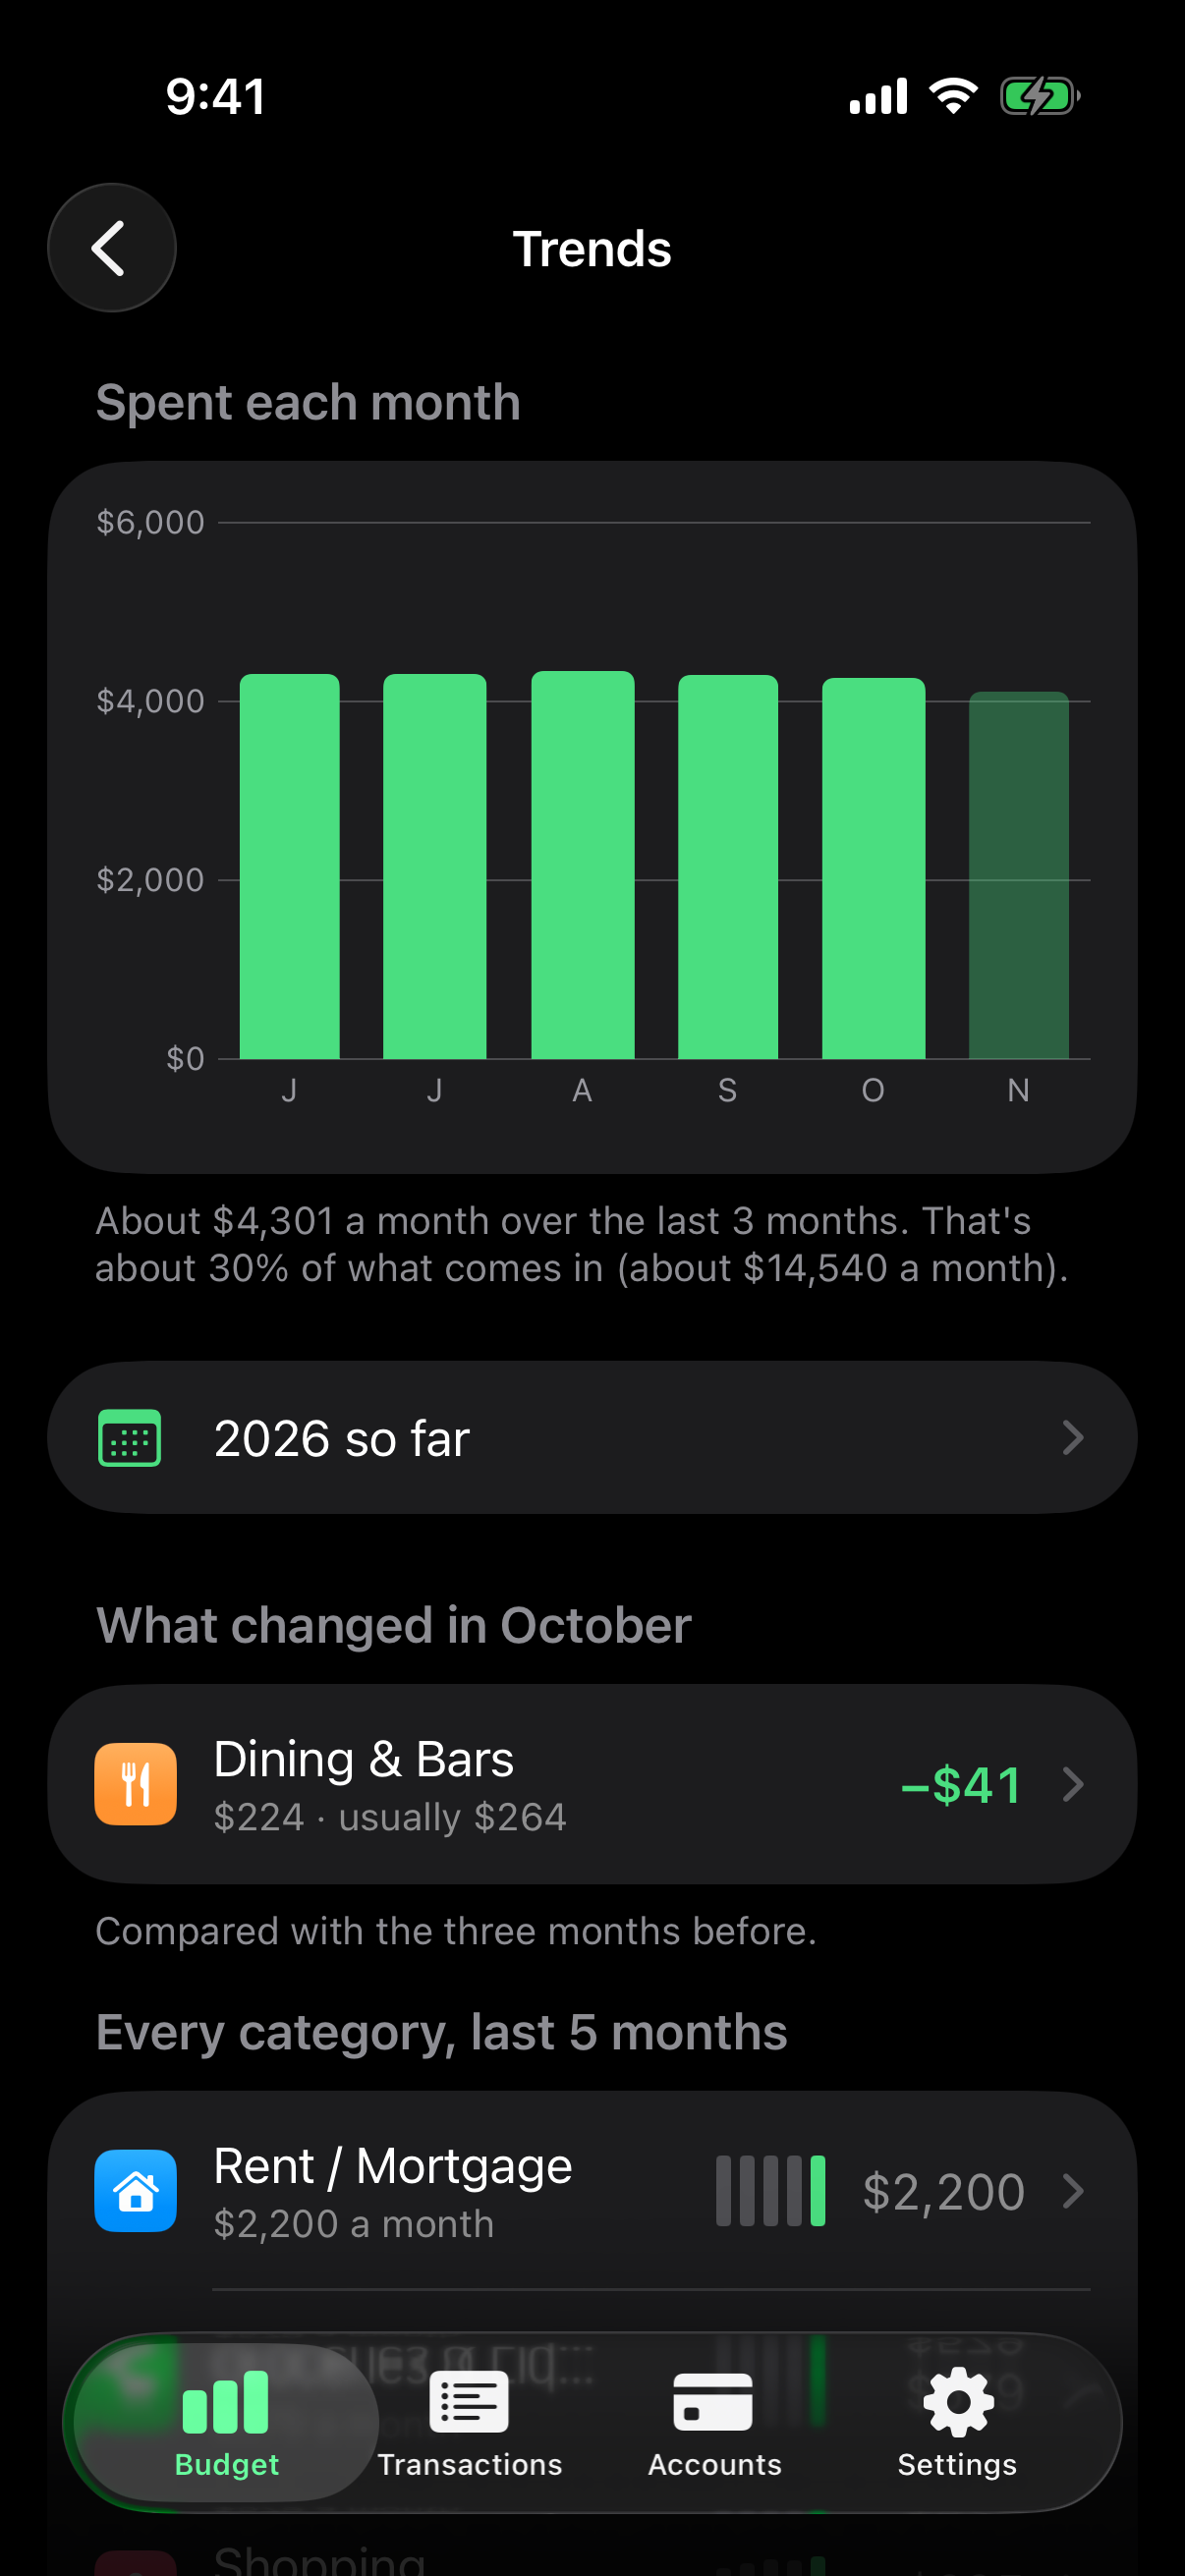 9:41
Trends
Spent each month
$6,000
$4,000
$2,000
$0
J J A S O N
About $4,301 a month over the last 3 months. That's
about 30% of what comes in (about $14,540 a month).
2026 so far
What changed in October
Dining & Bars
$224 · usually $264
–$41
Compared with the three months before.
Every category, last 5 months
Rent / Mortgage
$2,200 a month
$2,200
Budget
Transactions
Accounts
Settings
Shopping